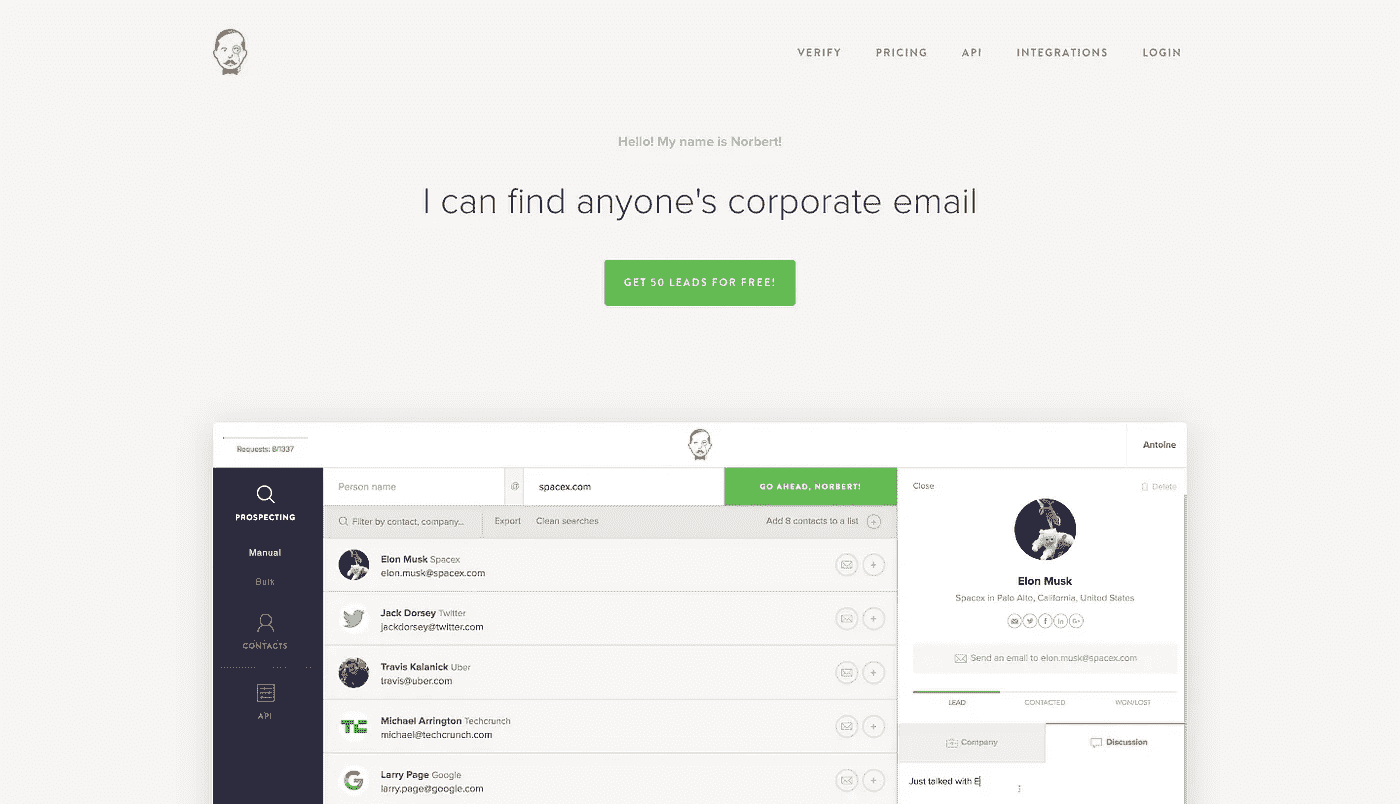 VERIFY PRICING API INTEGRATIONS LOGIN
Hello! My name is Norbert!
I can find anyone's corporate email
GET 50 LEADS FOR FREE!
Requests: 8/1337
Antoine
PROSPECTING
Manual
Bulk
CONTACTS
API
Person name @ spacex.com GO AHEAD, NORBERT!
Filter by contact, company... Export Clean searches Add 8 contacts to a list
Elon Musk Spacex
elon.musk@spacex.com
Jack Dorsey Twitter
jackdorsey@twitter.com
Travis Kalanick Uber
travis@uber.com
TC
Michael Arrington Techcrunch
michael@techcrunch.com
G
Larry Page Google
larry.page@google.com
Close Delete
Elon Musk
Spacex in Palo Alto, California, United States
Send an email to elon.musk@spacex.com
LEAD CONTACTED WON/LOST
Company Discussion
Just talked with E